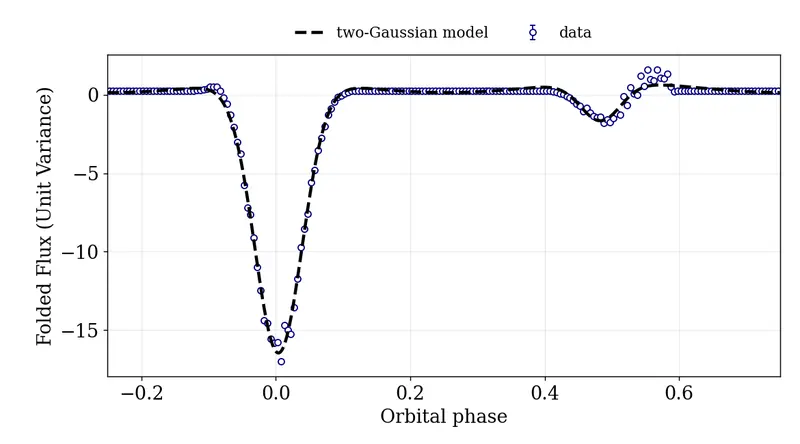 two-Gaussian model
data
Folded Flux (Unit Variance)
0
−5
−10
−15
−0.2
0.0
0.2
0.4
0.6
Orbital phase